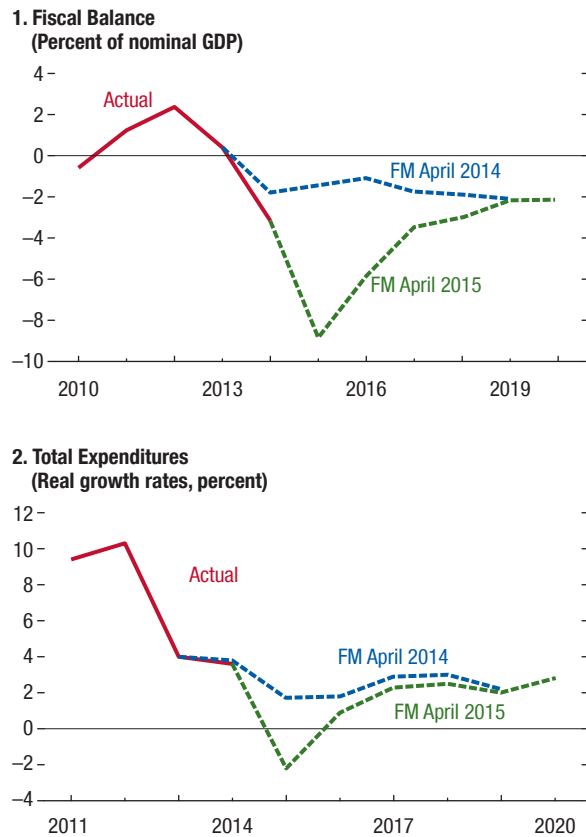 1. Fiscal Balance
(Percent of nominal GDP)
4
2
0
–2
–4
–6
–8
–10
Actual
FM April 2014
FM April 2015
2010 2013 2016 2019
2. Total Expenditures
(Real growth rates, percent)
12
10
8
6
4
2
0
–2
–4
Actual
FM April 2014
FM April 2015
2011 2014 2017 2020